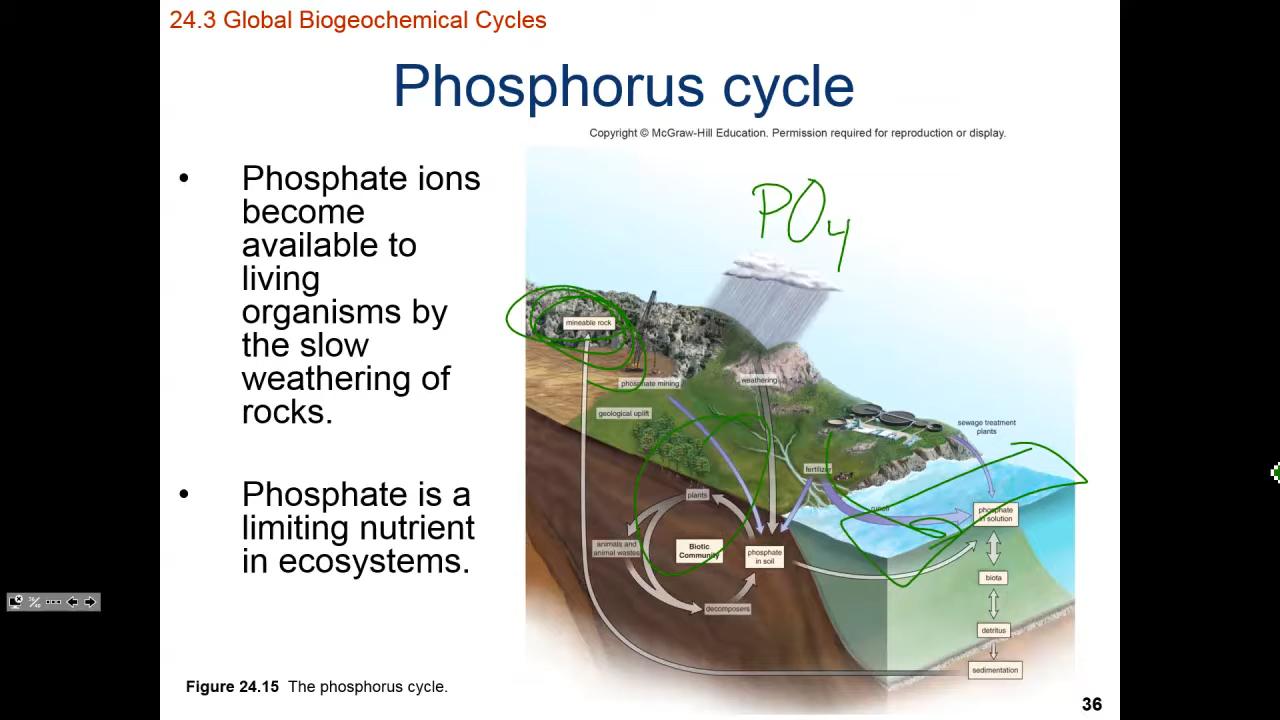 24.3 Global Biogeochemical Cycles
Phosphorus cycle
Copyright © McGraw-Hill Education. Permission required for reproduction or display.
• Phosphate ions
become
available to
living
organisms by
the slow
weathering of
rocks.
• Phosphate is a
limiting nutrient
in ecosystems.
PO4
mineable rock
phosphate mining
weathering
geological uplift
sewage treatment
plants
fertilizer
runoff
plants
phosphate
in solution
animals and
animal wastes
Biotic
Community
phosphate
in soil
biota
decomposers
detritus
sedimentation
Figure 24.15 The phosphorus cycle.
36